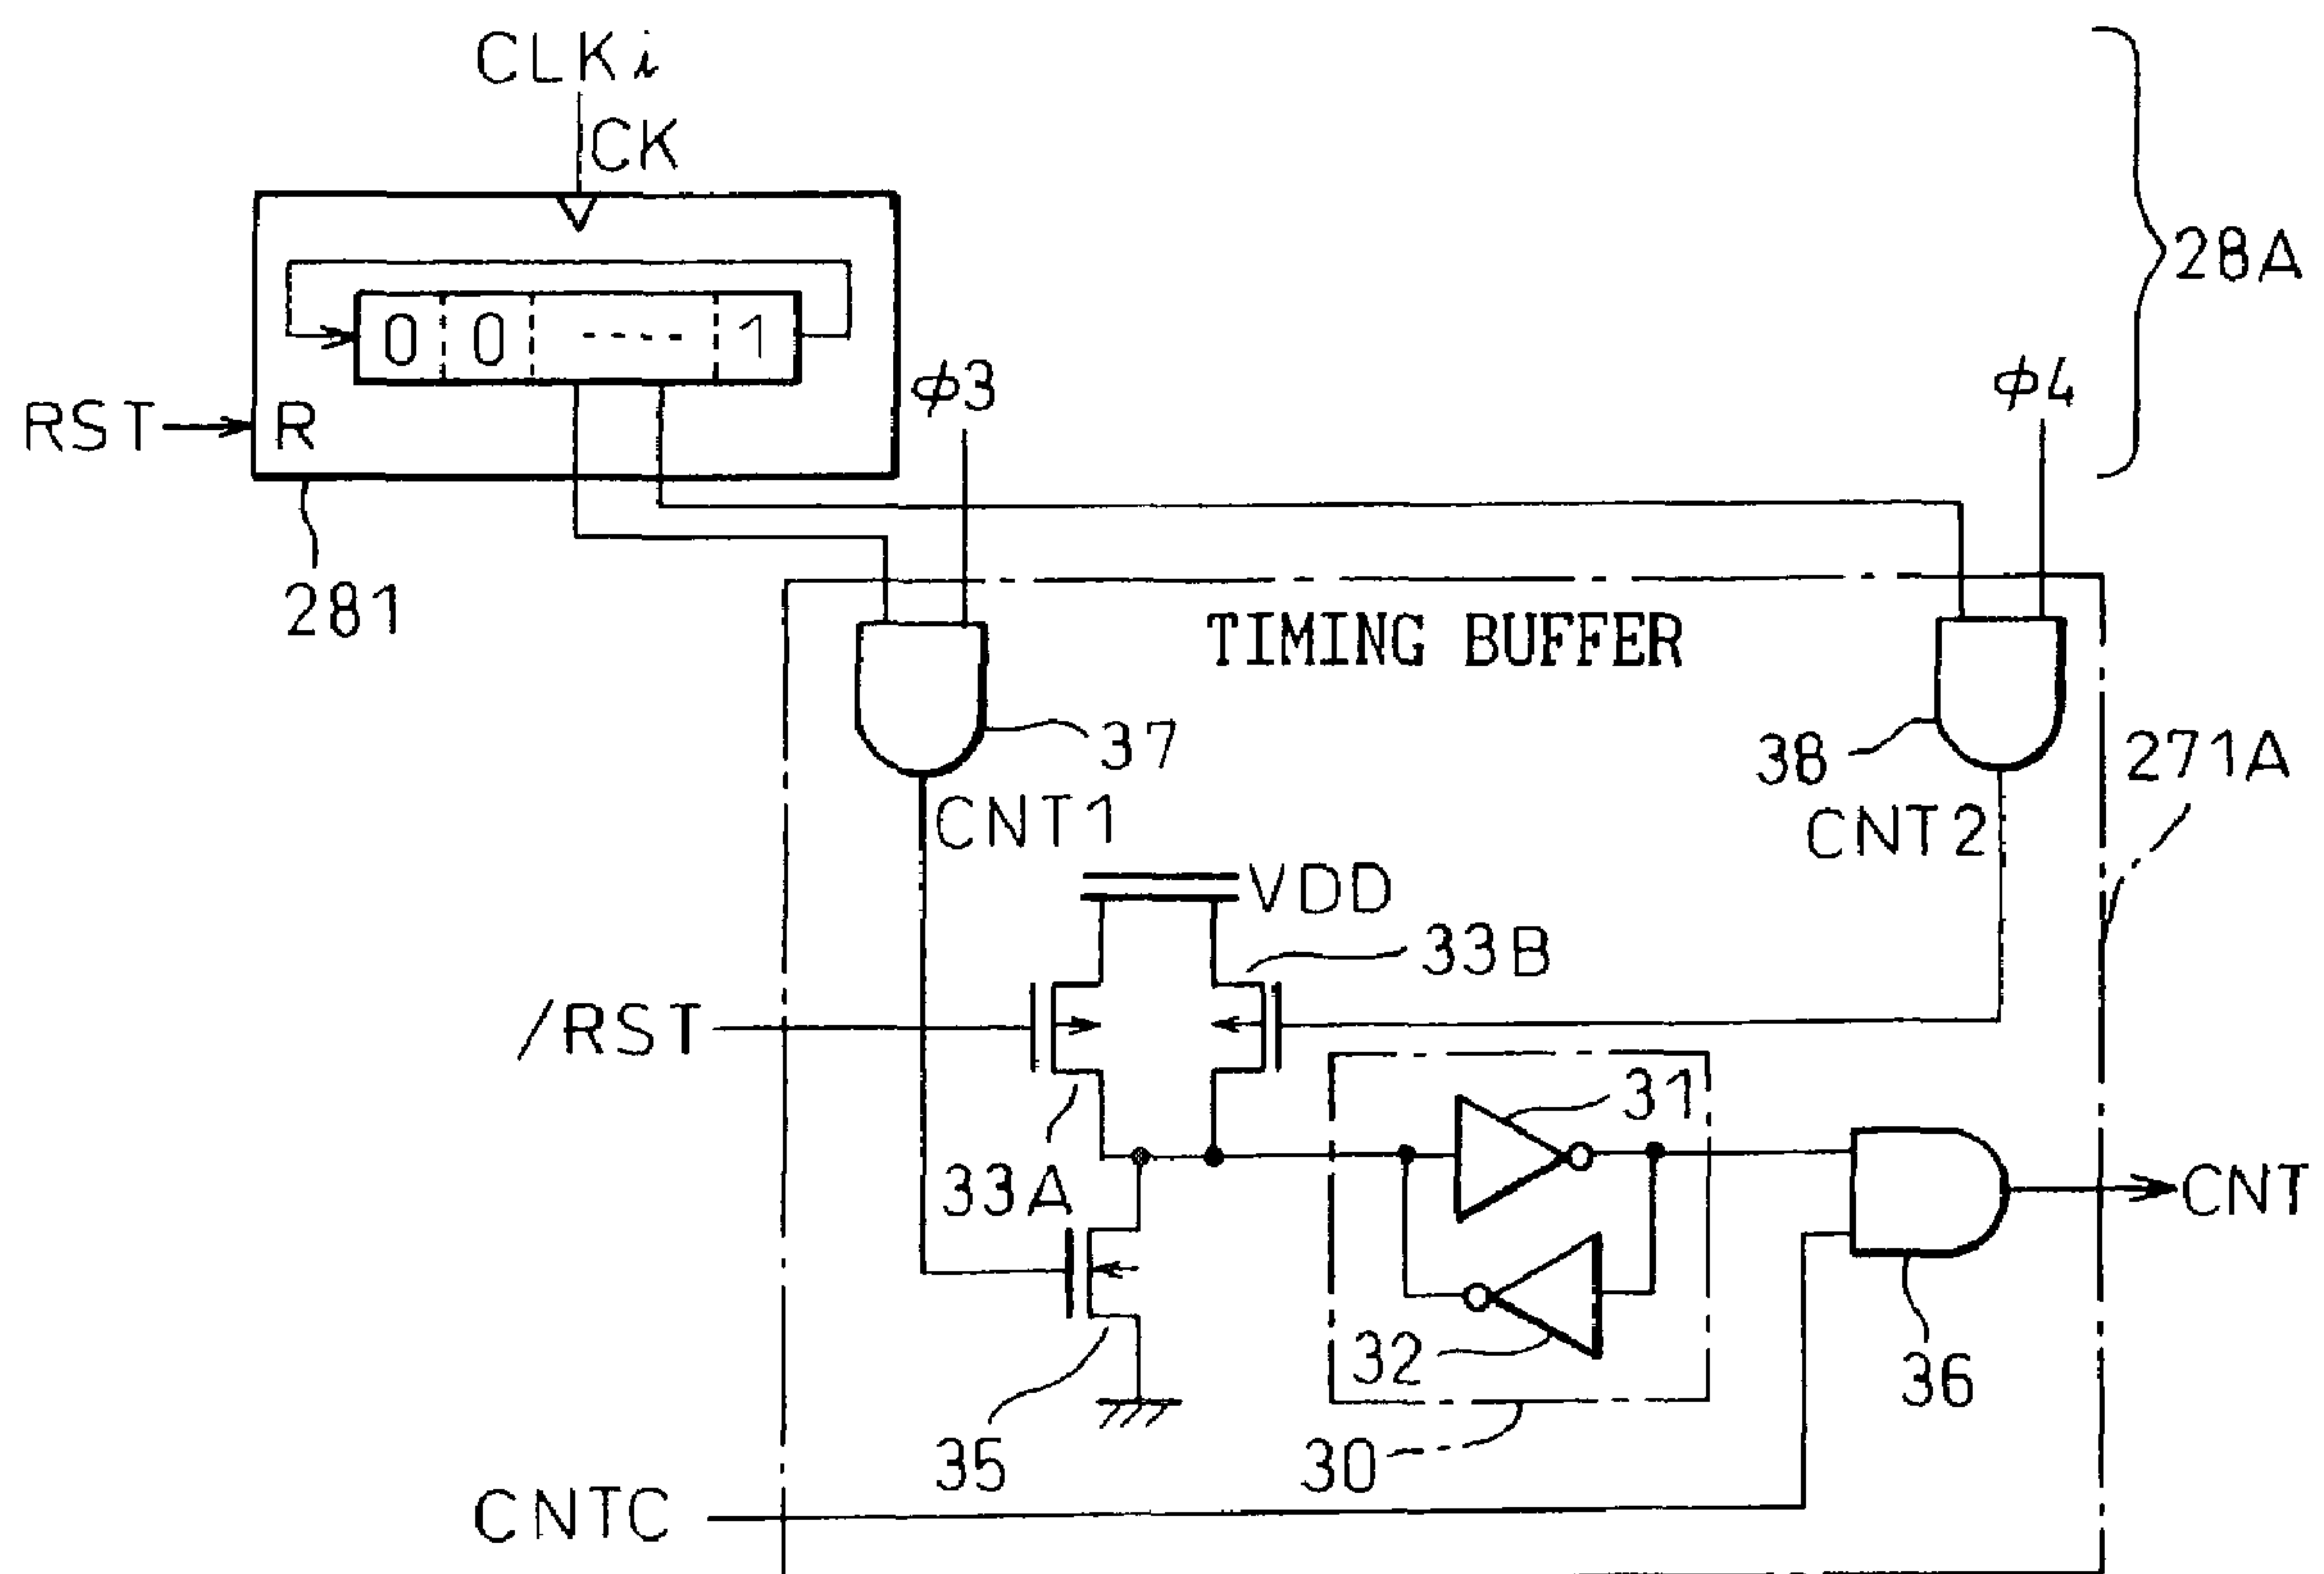 CLKi
CK
28A
0 0 ---- 1
φ3
φ4
RST
R
281
TIMING BUFFER
37
38
271A
CNT1
CNT2
VDD
33B
/RST
31
33A
CNT
32
36
35
30
CNTC